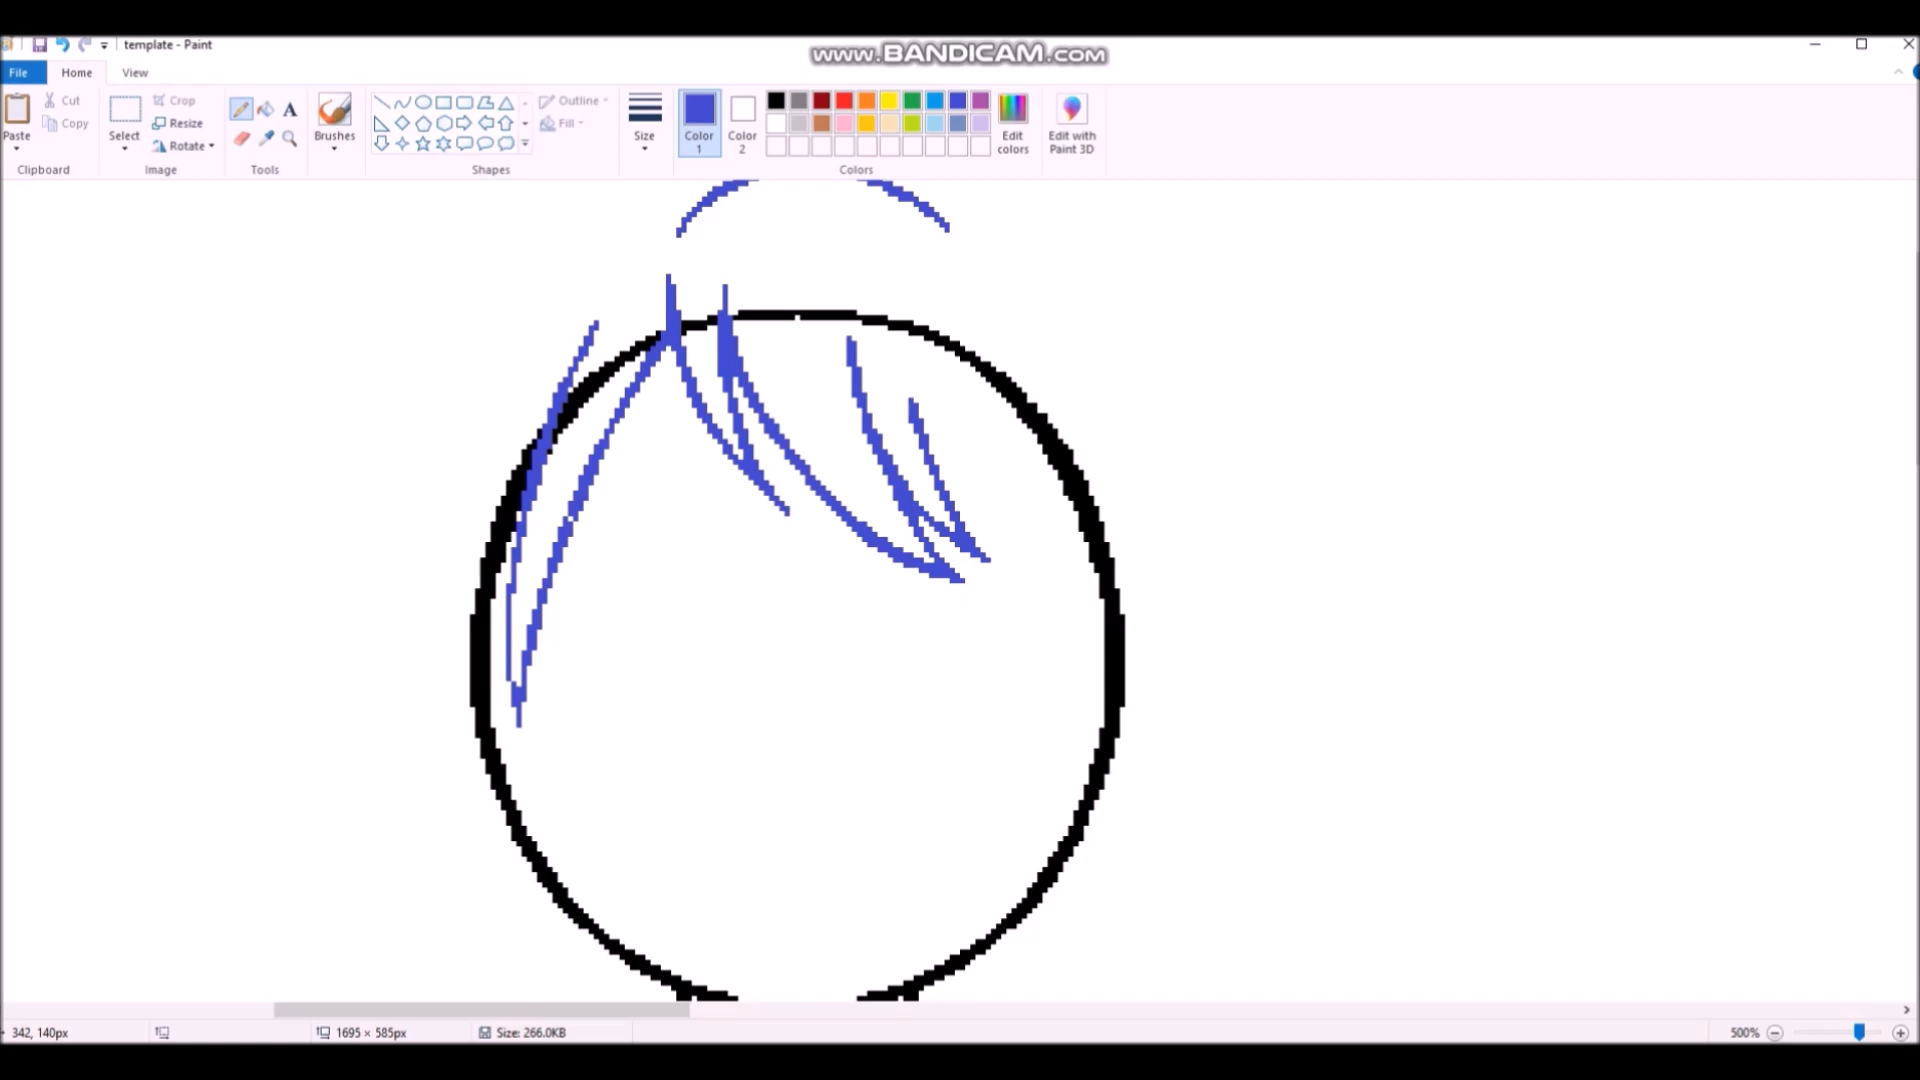 template - Paint
www.BANDICAM.com
File Home View
Cut
Copy
Paste
Clipboard
Select
Crop
Resize
Rotate
Image
A
Tools
Brushes
Outline
Fill
Shapes
Size
Color 1
Color 2
Edit colors
Colors
Edit with Paint 3D
342, 140px
1695 × 585px
Size: 266.0KB
500%